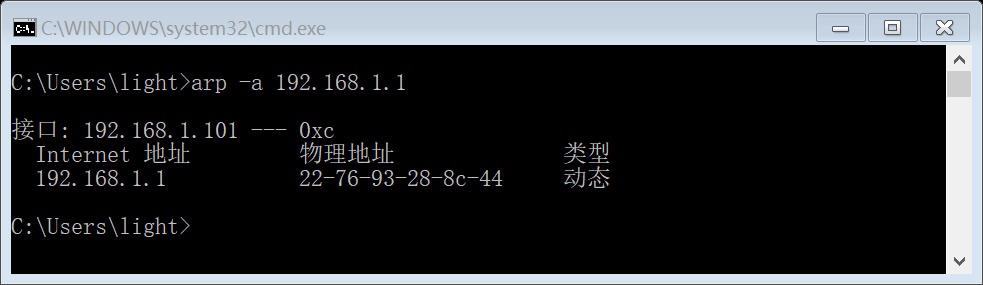 C:\WINDOWS\system32\cmd.exe
C:\Users\light>arp -a 192.168.1.1
接口: 192.168.1.101 --- 0xc
Internet 地址 物理地址 类型
192.168.1.1 22-76-93-28-8c-44 动态
C:\Users\light>